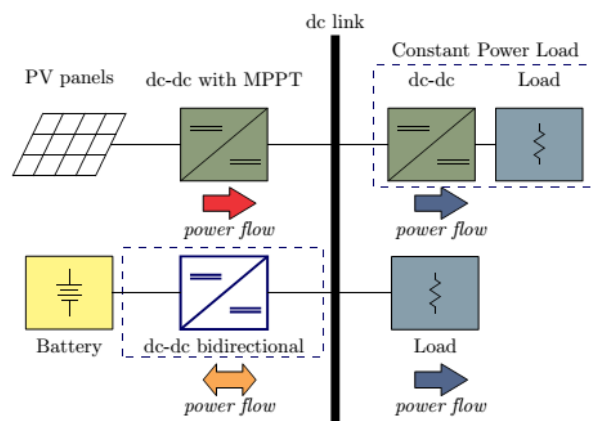 dc link
Constant Power Load
PV panels
dc-dc with MPPT
dc-dc
Load
power flow
power flow
Battery
dc-dc bidirectional
Load
power flow
power flow